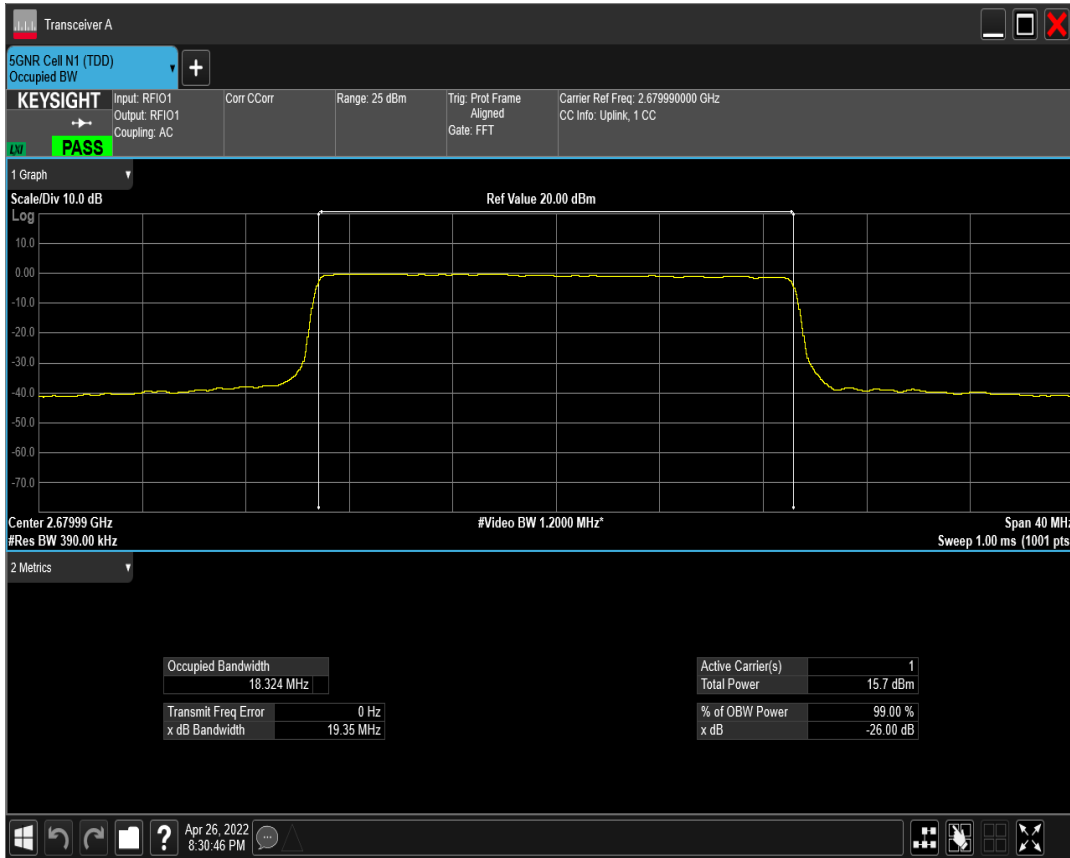 Transceiver A
5GNR Cell N1 (TDD)
Occupied BW
+
KEYSIGHT
LXI
PASS
Input: RFIO1
Output: RFIO1
Coupling: AC
Corr CCorr
Range: 25 dBm
Trig: Prot Frame
Aligned
Gate: FFT
Carrier Ref Freq: 2.679990000 GHz
CC Info: Uplink, 1 CC
1 Graph
Scale/Div 10.0 dB
Ref Value 20.00 dBm
Log
10.0
0.00
-10.0
-20.0
-30.0
-40.0
-50.0
-60.0
-70.0
Center 2.67999 GHz
#Video BW 1.2000 MHz*
Span 40 MHz
#Res BW 390.00 kHz
Sweep 1.00 ms (1001 pts
2 Metrics
Occupied Bandwidth
18.324 MHz
Transmit Freq Error 0 Hz
x dB Bandwidth 19.35 MHz
Active Carrier(s) 1
Total Power 15.7 dBm
% of OBW Power 99.00 %
x dB -26.00 dB
?
Apr 26, 2022
8:30:46 PM